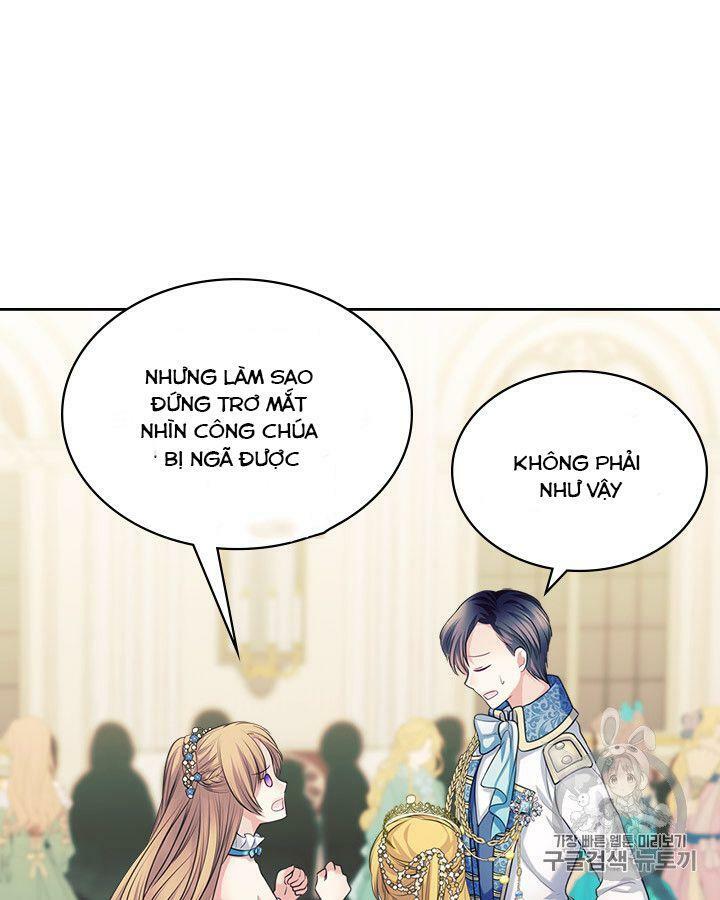 NHƯNG LÀM SAO
ĐỨNG TRƠ MẮT
NHÌN CÔNG CHÚA
BỊ NGÃ ĐƯỢC
KHÔNG PHẢI
NHƯ VẬY
가장 빠른 웹툰 미리보기
구글검색 뉴토끼